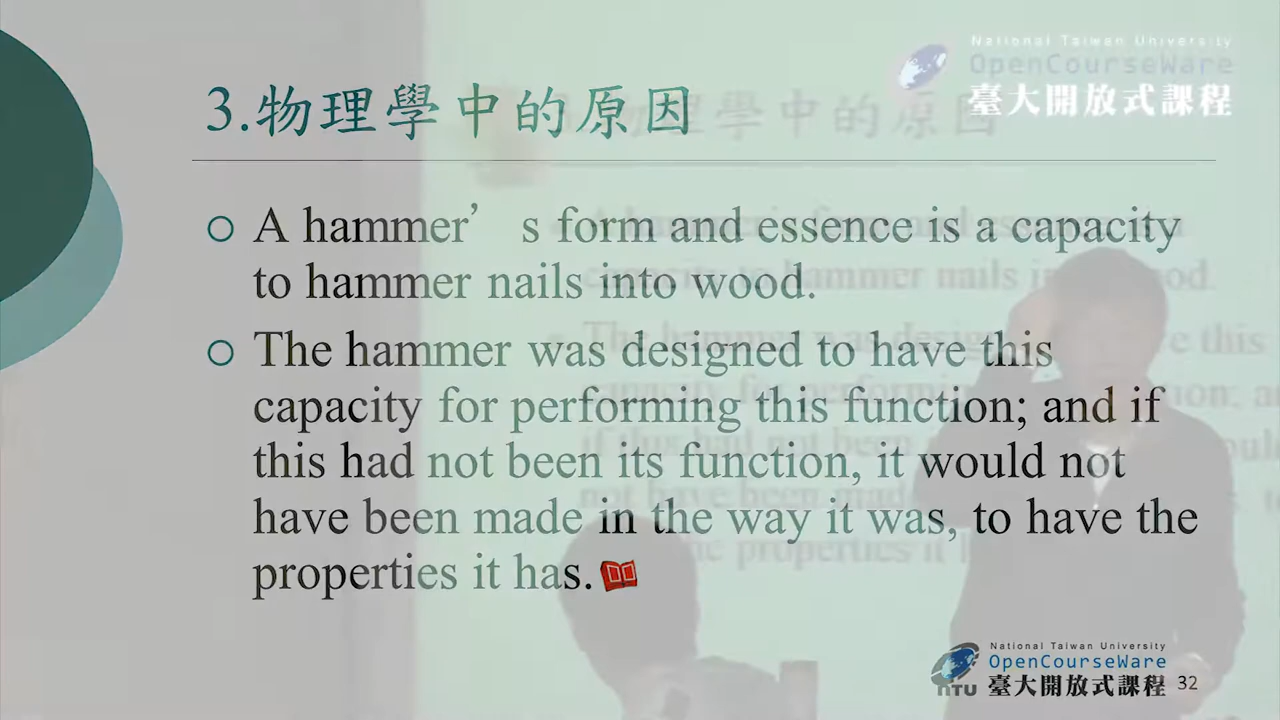 National Taiwan University
OpenCourseWare
臺大開放式課程
3.物理學中的原因
A hammer’s form and essence is a capacity
to hammer nails into wood.
The hammer was designed to have this
capacity for performing this function; and if
this had not been its function, it would not
have been made in the way it was, to have the
properties it has.
National Taiwan University
OpenCourseWare
NTU 臺大開放式課程 32